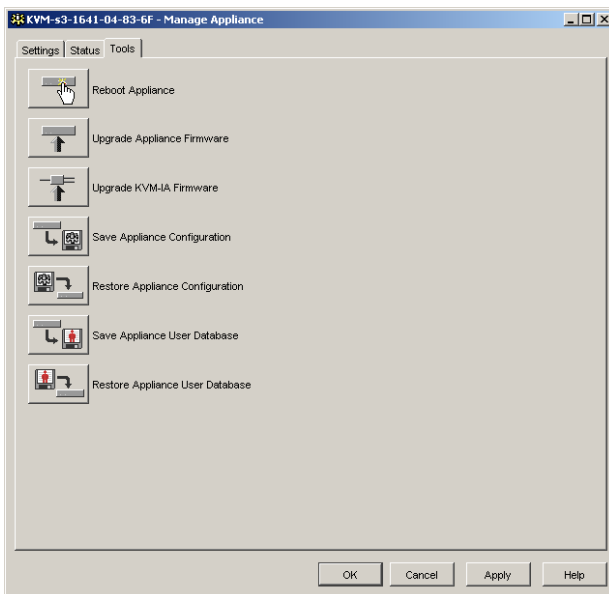 KVM-s3-1641-04-83-6F - Manage Appliance
Settings Status Tools
Reboot Appliance
Upgrade Appliance Firmware
Upgrade KVM-IA Firmware
Save Appliance Configuration
Restore Appliance Configuration
Save Appliance User Database
Restore Appliance User Database
OK Cancel Apply Help